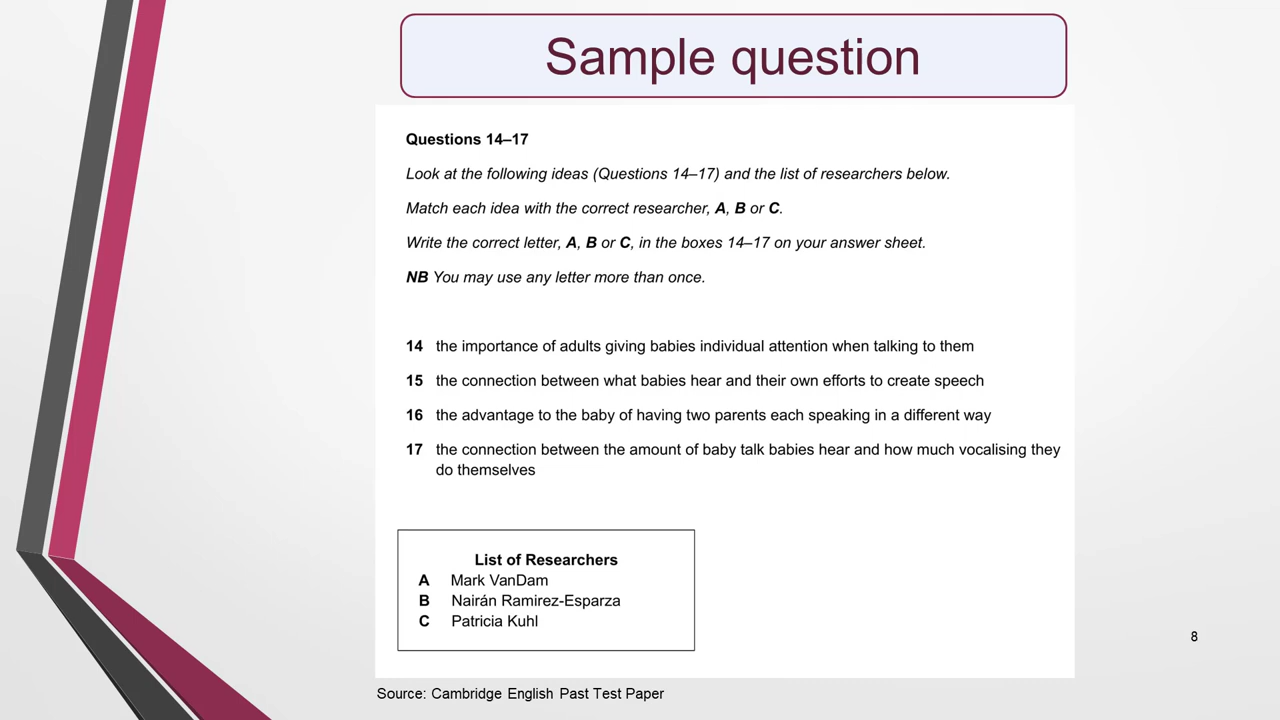 Sample question
Questions 14–17
Look at the following ideas (Questions 14–17) and the list of researchers below.
Match each idea with the correct researcher, A, B or C.
Write the correct letter, A, B or C, in the boxes 14–17 on your answer sheet.
NB You may use any letter more than once.
14 the importance of adults giving babies individual attention when talking to them
15 the connection between what babies hear and their own efforts to create speech
16 the advantage to the baby of having two parents each speaking in a different way
17 the connection between the amount of baby talk babies hear and how much vocalising they
do themselves
List of Researchers
A Mark VanDam
B Nairán Ramirez-Esparza
C Patricia Kuhl
8
Source: Cambridge English Past Test Paper